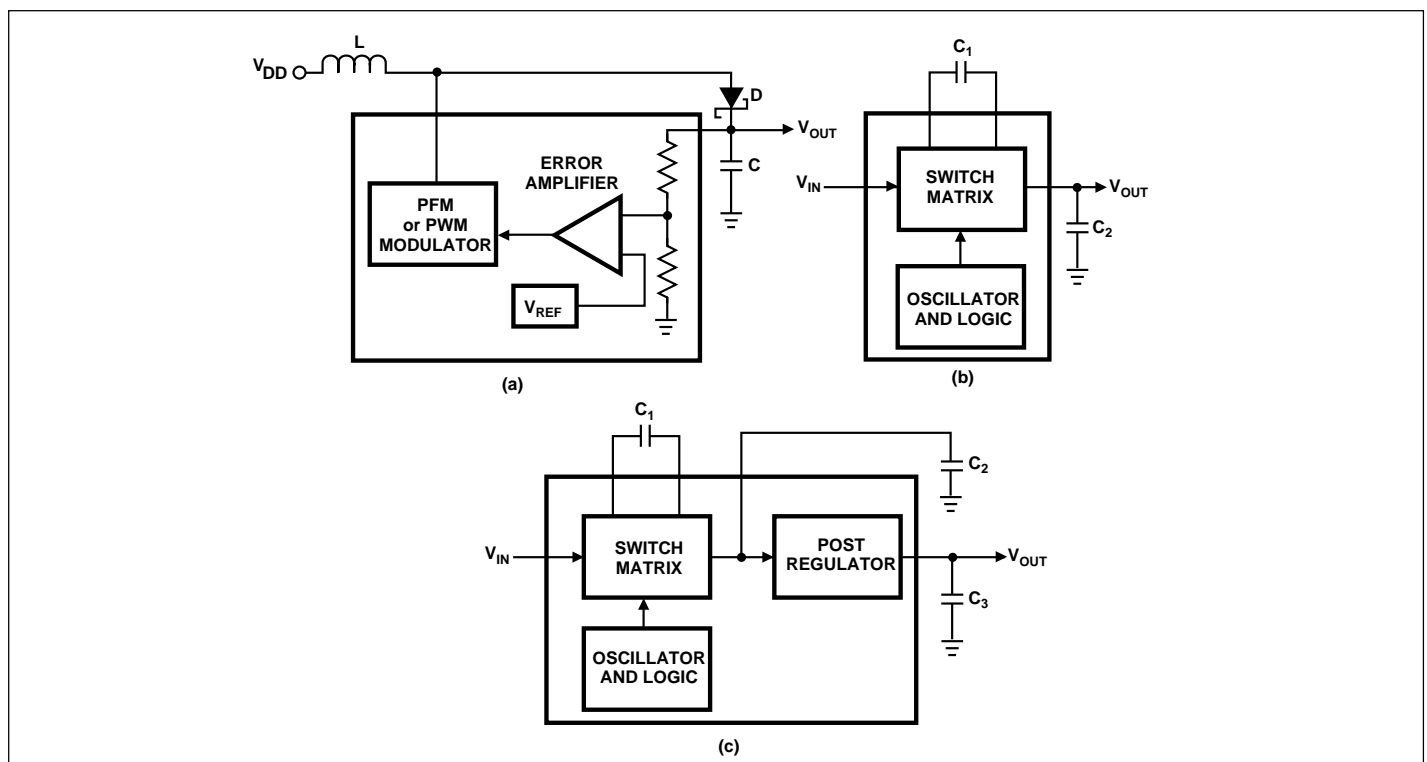 L
VDD
D
VOUT
C
ERROR
AMPLIFIER
PFM
or PWM
MODULATOR
VREF
(a)
C1
VIN
SWITCH
MATRIX
VOUT
C2
OSCILLATOR
AND LOGIC
(b)
C1
C2
VIN
SWITCH
MATRIX
POST
REGULATOR
VOUT
C3
OSCILLATOR
AND LOGIC
(c)